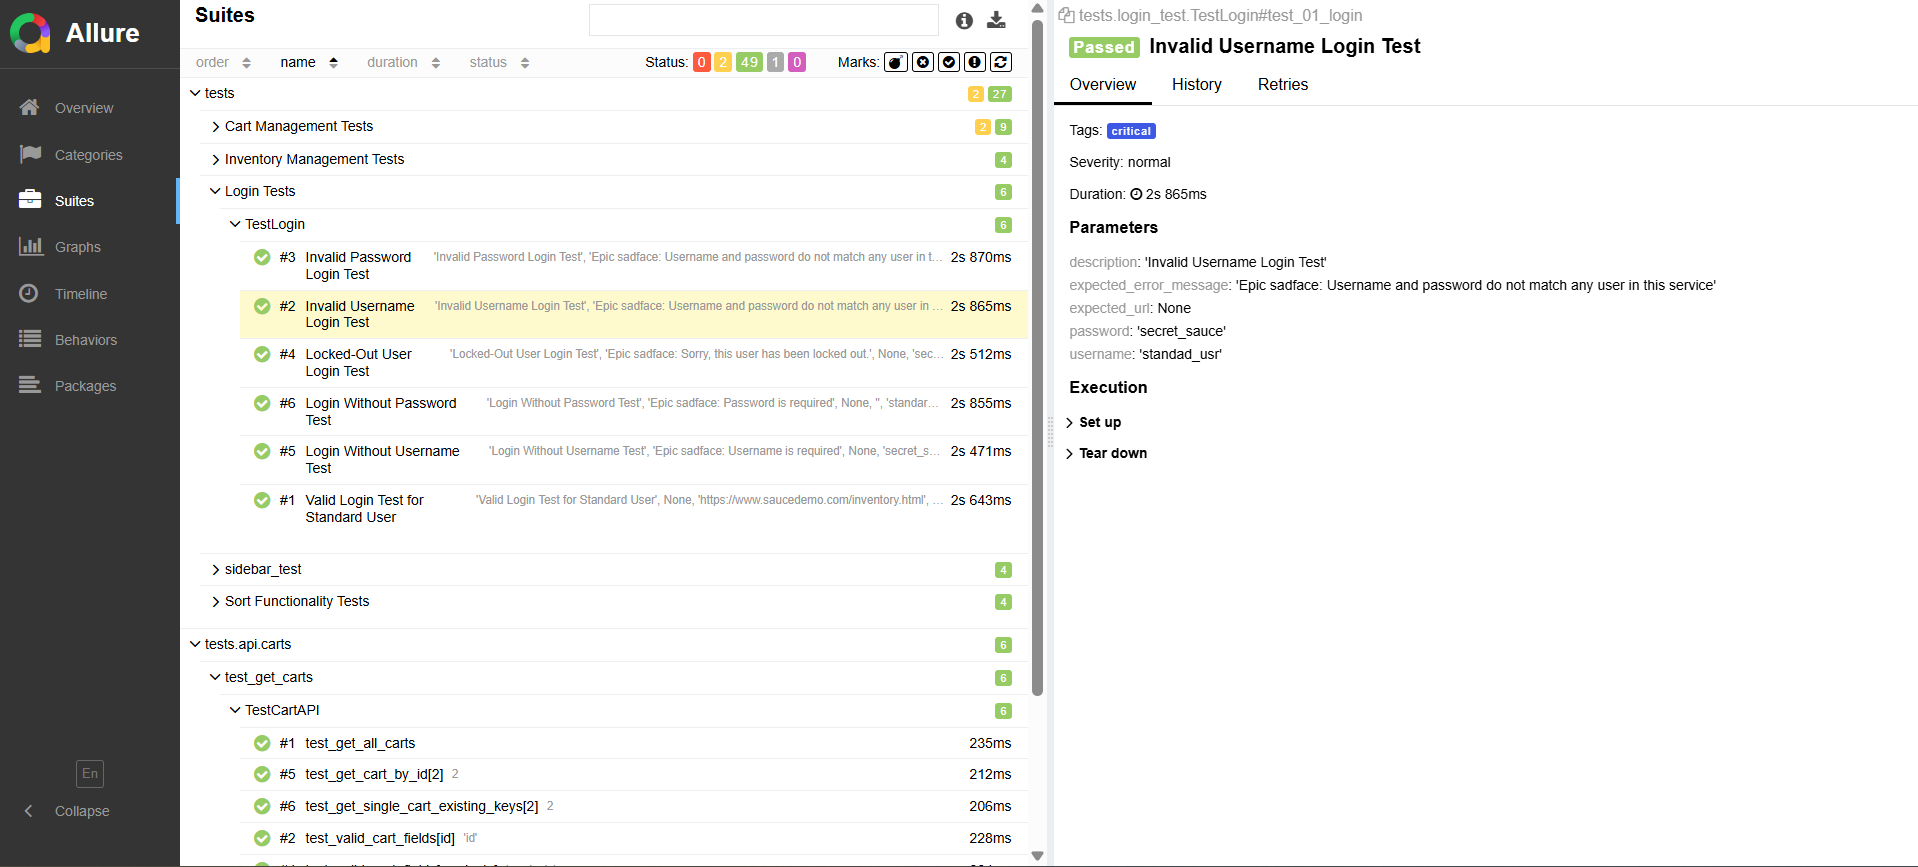 Allure
Overview
Categories
Suites
Graphs
Timeline
Behaviors
Packages
En
Collapse
Suites
order name duration status Status: 0 2 49 1 0 Marks:
tests 2 27
Cart Management Tests 2 9
Inventory Management Tests 4
Login Tests 6
TestLogin 6
#3 Invalid Password Login Test 'Invalid Password Login Test', 'Epic sadface: Username and password do not match any user in t... 2s 870ms
#2 Invalid Username Login Test 'Invalid Username Login Test', 'Epic sadface: Username and password do not match any user in ... 2s 865ms
#4 Locked-Out User Login Test 'Locked-Out User Login Test', 'Epic sadface: Sorry, this user has been locked out.', None, 'sec... 2s 512ms
#6 Login Without Password Test 'Login Without Password Test', 'Epic sadface: Password is required', None, '', 'standar... 2s 855ms
#5 Login Without Username Test 'Login Without Username Test', 'Epic sadface: Username is required', None, 'secret_s... 2s 471ms
#1 Valid Login Test for Standard User 'Valid Login Test for Standard User', None, 'https://www.saucedemo.com/inventory.html', ... 2s 643ms
sidebar_test 4
Sort Functionality Tests 4
tests.api.carts 6
test_get_carts 6
TestCartAPI 6
#1 test_get_all_carts 235ms
#5 test_get_cart_by_id[2] 2 212ms
#6 test_get_single_cart_existing_keys[2] 2 206ms
#2 test_valid_cart_fields[id] 'id' 228ms
tests.login_test.TestLogin#test_01_login
Passed Invalid Username Login Test
Overview History Retries
Tags: critical
Severity: normal
Duration: 2s 865ms
Parameters
description: 'Invalid Username Login Test'
expected_error_message: 'Epic sadface: Username and password do not match any user in this service'
expected_url: None
password: 'secret_sauce'
username: 'standad_usr'
Execution
Set up
Tear down